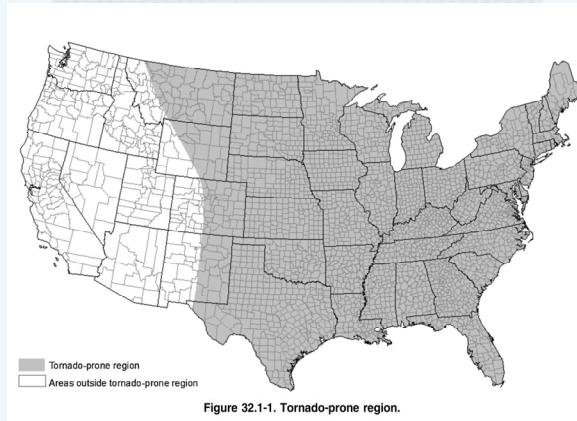 Tornado-prone region
Areas outside tornado-prone region
Figure 32.1-1. Tornado-prone region.